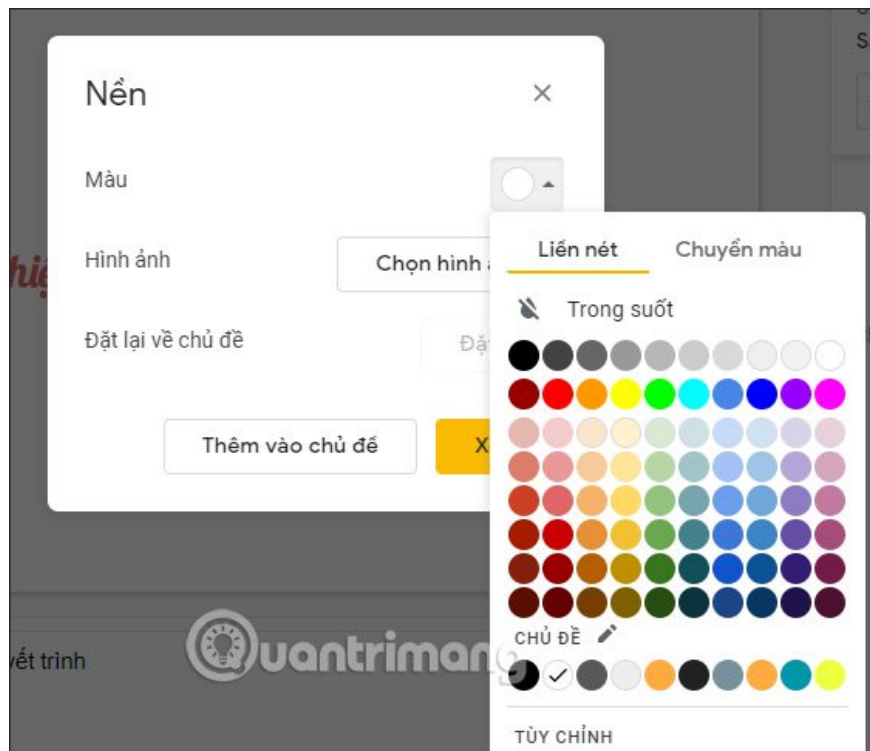 Nền
Màu
Hình ảnh
Chọn hình
Đặt lại về chủ đề
Thêm vào chủ đề
X
Liền nét
Chuyển màu
Trong suốt
CHỦ ĐỀ
TÙY CHỈNH
trình
Quantrimang